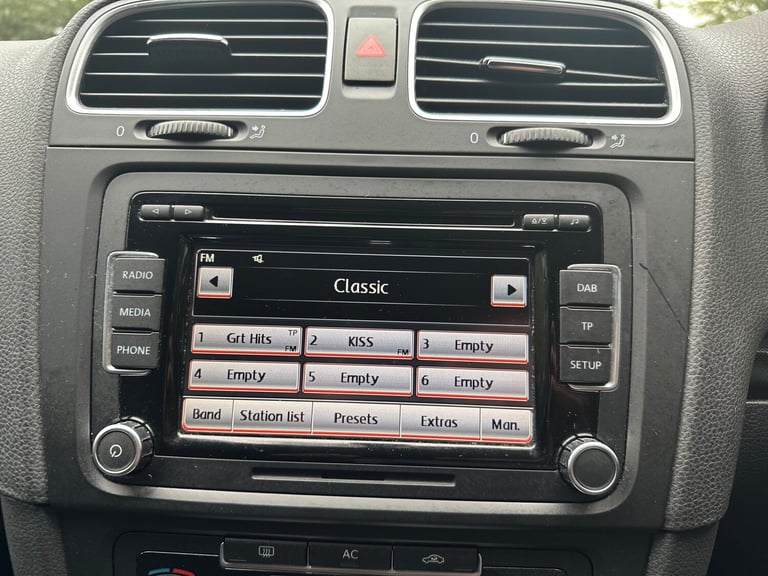 0
0
FM
RADIO
Classic
DAB
MEDIA
TP
1 Grt Hits TP FM
2 KISS FM
3 Empty
PHONE
SETUP
4 Empty
5 Empty
6 Empty
Band Station list Presets Extras Man.
AC